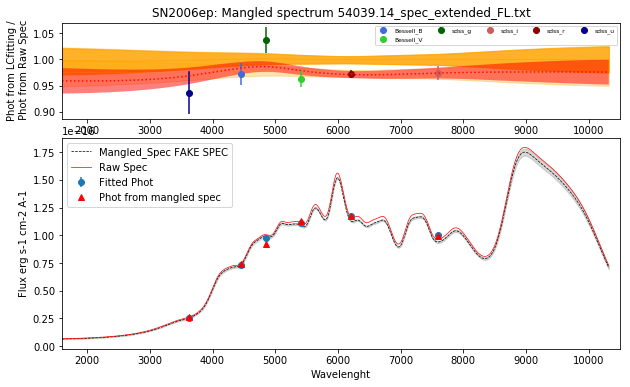 SN2006ep: Mangled spectrum 54039.14_spec_extended_FL.txt
Phot from LCfitting /
Phot from Raw Spec
1.05
1.00
0.95
0.90
Bessell_B
Bessell_V
sdss_g
sdss_i
sdss_r
sdss_u
2000 3000 4000 5000 6000 7000 8000 9000 10000
1e−16
Flux erg s-1 cm-2 A-1
1.75
1.50
1.25
1.00
0.75
0.50
0.25
0.00
Mangled_Spec FAKE SPEC
Raw Spec
Fitted Phot
Phot from mangled spec
2000 3000 4000 5000 6000 7000 8000 9000 10000
Wavelenght